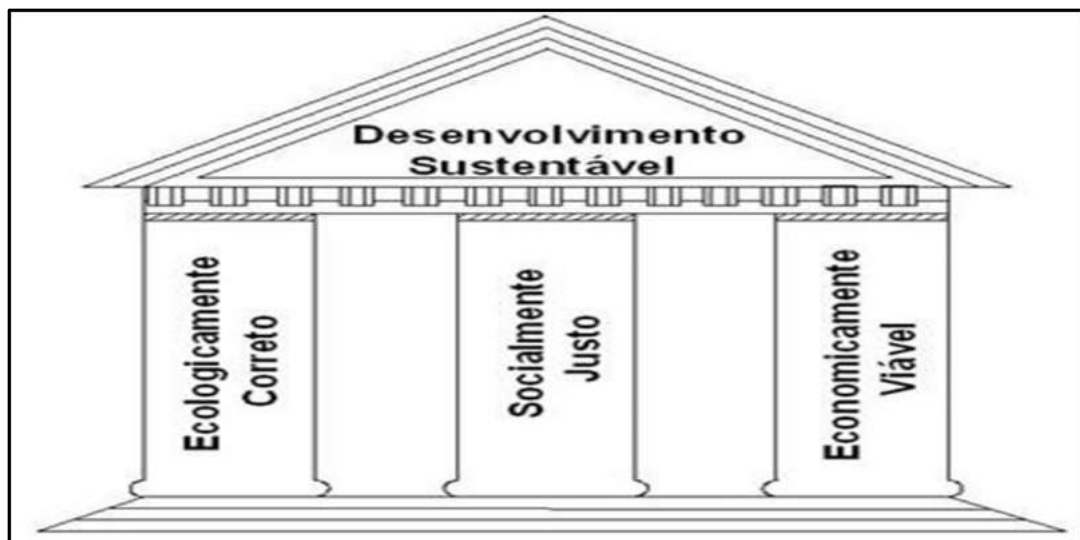 Desenvolvimento
Sustentável
Ecologicamente
Correto
Socialmente
Justo
Economicamente
Viável